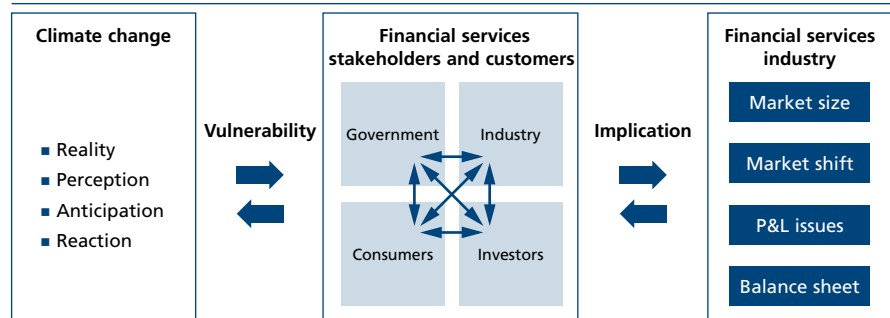 Climate change
Reality
Perception
Anticipation
Reaction
Vulnerability
Financial services
stakeholders and customers
Government
Industry
Consumers
Investors
Implication
Financial services
industry
Market size
Market shift
P&L issues
Balance sheet